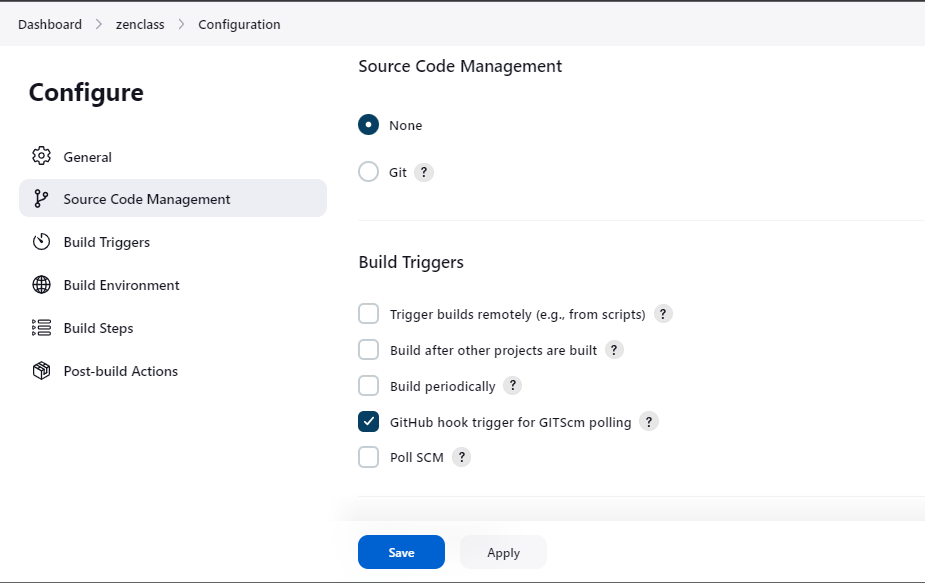 Dashboard > zenclass > Configuration
Configure
General
Source Code Management
Build Triggers
Build Environment
Build Steps
Post-build Actions
Source Code Management
None
Git ?
Build Triggers
Trigger builds remotely (e.g., from scripts) ?
Build after other projects are built ?
Build periodically ?
GitHub hook trigger for GITScm polling ?
Poll SCM ?
Save Apply